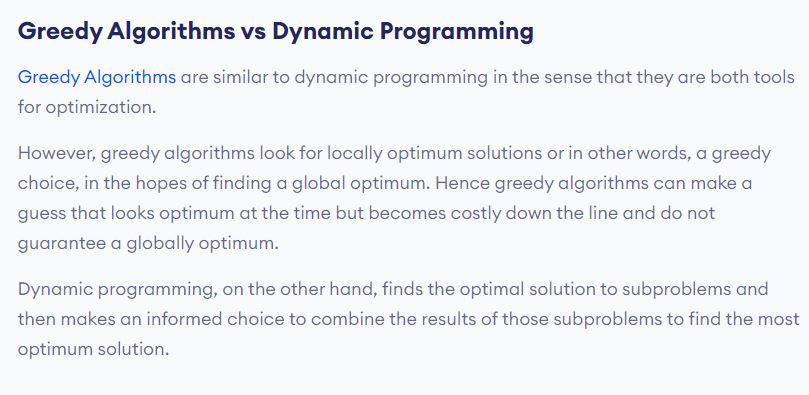 Greedy Algorithms vs Dynamic Programming
Greedy Algorithms are similar to dynamic programming in the sense that they are both tools
for optimization.
However, greedy algorithms look for locally optimum solutions or in other words, a greedy
choice, in the hopes of finding a global optimum. Hence greedy algorithms can make a
guess that looks optimum at the time but becomes costly down the line and do not
guarantee a globally optimum.
Dynamic programming, on the other hand, finds the optimal solution to subproblems and
then makes an informed choice to combine the results of those subproblems to find the most
optimum solution.